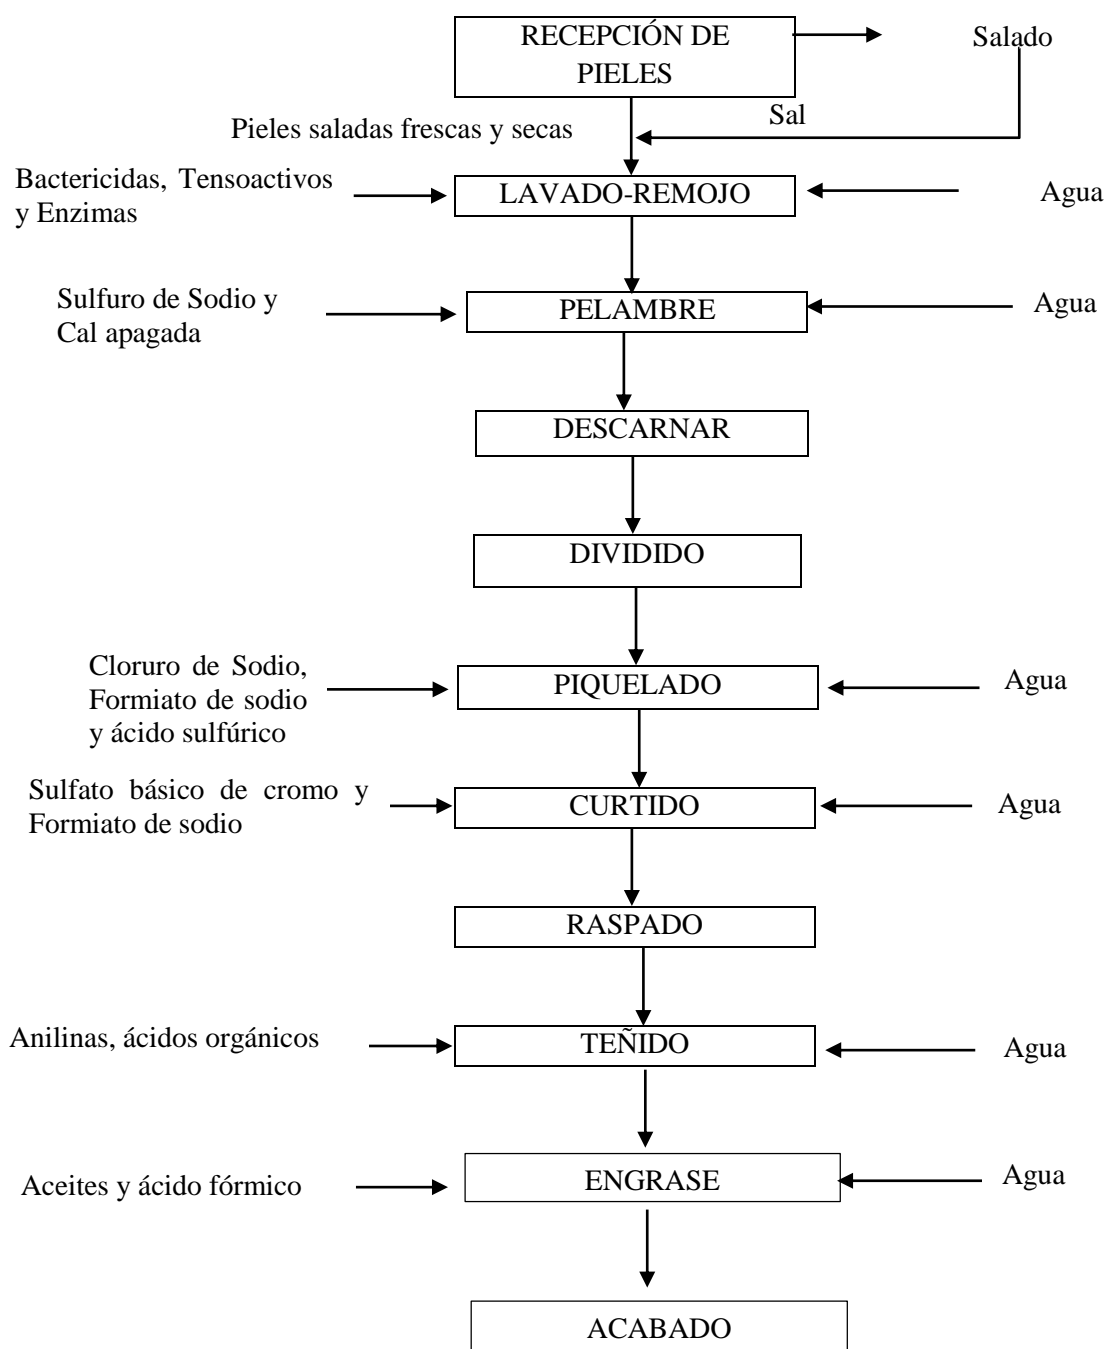 RECEPCIÓN DE
PIELES
Salado
Sal
Pieles saladas frescas y secas
Bactericidas, Tensoactivos
y Enzimas
LAVADO-REMOJO
Agua
Sulfuro de Sodio y
Cal apagada
PELAMBRE
Agua
DESCARNAR
DIVIDIDO
Cloruro de Sodio,
Formiato de sodio
y ácido sulfúrico
PIQUELADO
Agua
Sulfato básico de cromo y
Formiato de sodio
CURTIDO
Agua
RASPADO
Anilinas, ácidos orgánicos
TEÑIDO
Agua
Aceites y ácido fórmico
ENGRASE
Agua
ACABADO